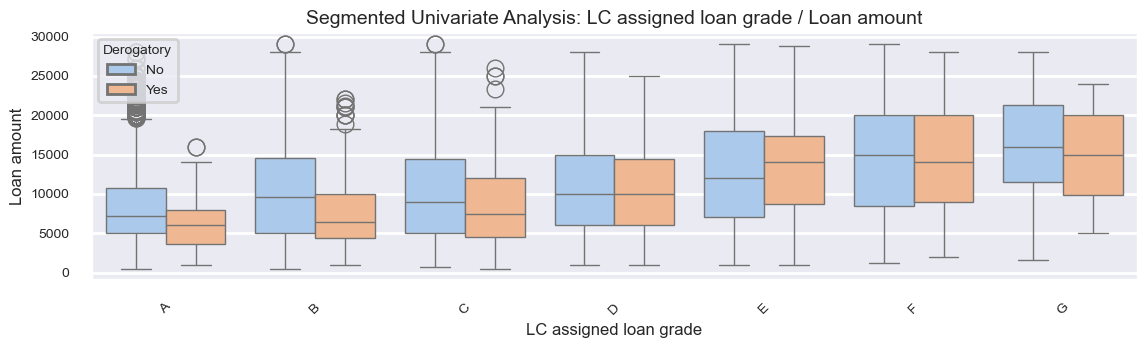 Segmented Univariate Analysis: LC assigned loan grade / Loan amount
30000
25000
20000
15000
10000
5000
0
Loan amount
Derogatory
No
Yes
A
B
C
D
E
F
G
LC assigned loan grade